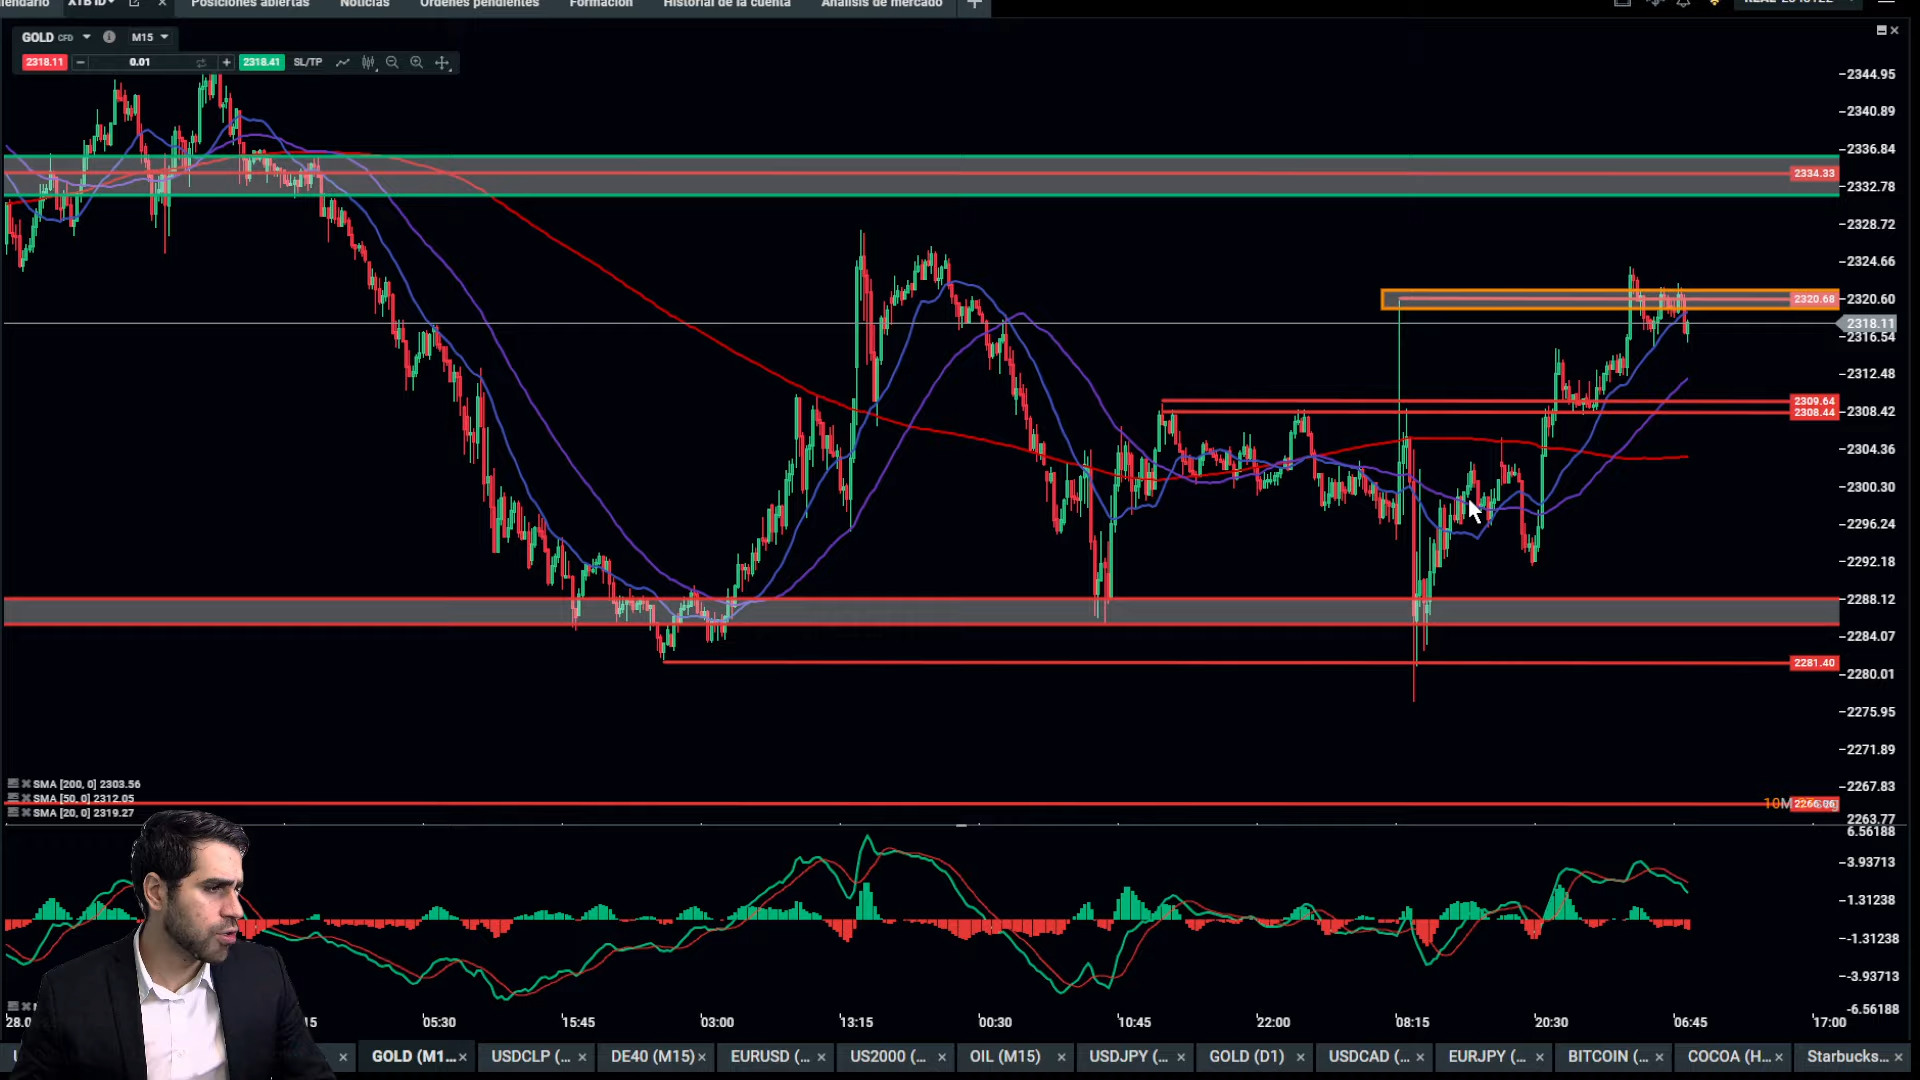 XTB ID
Posiciones abiertas
Noticias
Órdenes pendientes
Formación
Historial de la cuenta
Análisis de mercado
GOLD CFD M15
2318.11 0.01 2318.41 SL/TP
2344.95
2340.89
2336.84
2334.33
2332.78
2328.72
2324.66
2320.68 2320.60
2318.11
2316.54
2312.48
2309.64
2308.44 2308.42
2304.36
2300.30
2296.24
2292.18
2288.12
2284.07
2281.40
2280.01
2275.95
2271.89
2267.83
SMA [200, 0] 2303.56
SMA [50, 0] 2312.05
SMA [20, 0] 2319.27
2263.77
6.56188
3.93713
1.31238
-1.31238
-3.93713
-6.56188
28.0 15 05:30 15:45 03:00 13:15 00:30 10:45 22:00 08:15 20:30 06:45 17:00
GOLD (M1... USDCLP (... DE40 (M15) EURUSD (... US2000 (... OIL (M15) USDJPY (... GOLD (D1) USDCAD (... EURJPY (... BITCOIN (... COCOA (H... Starbucks...